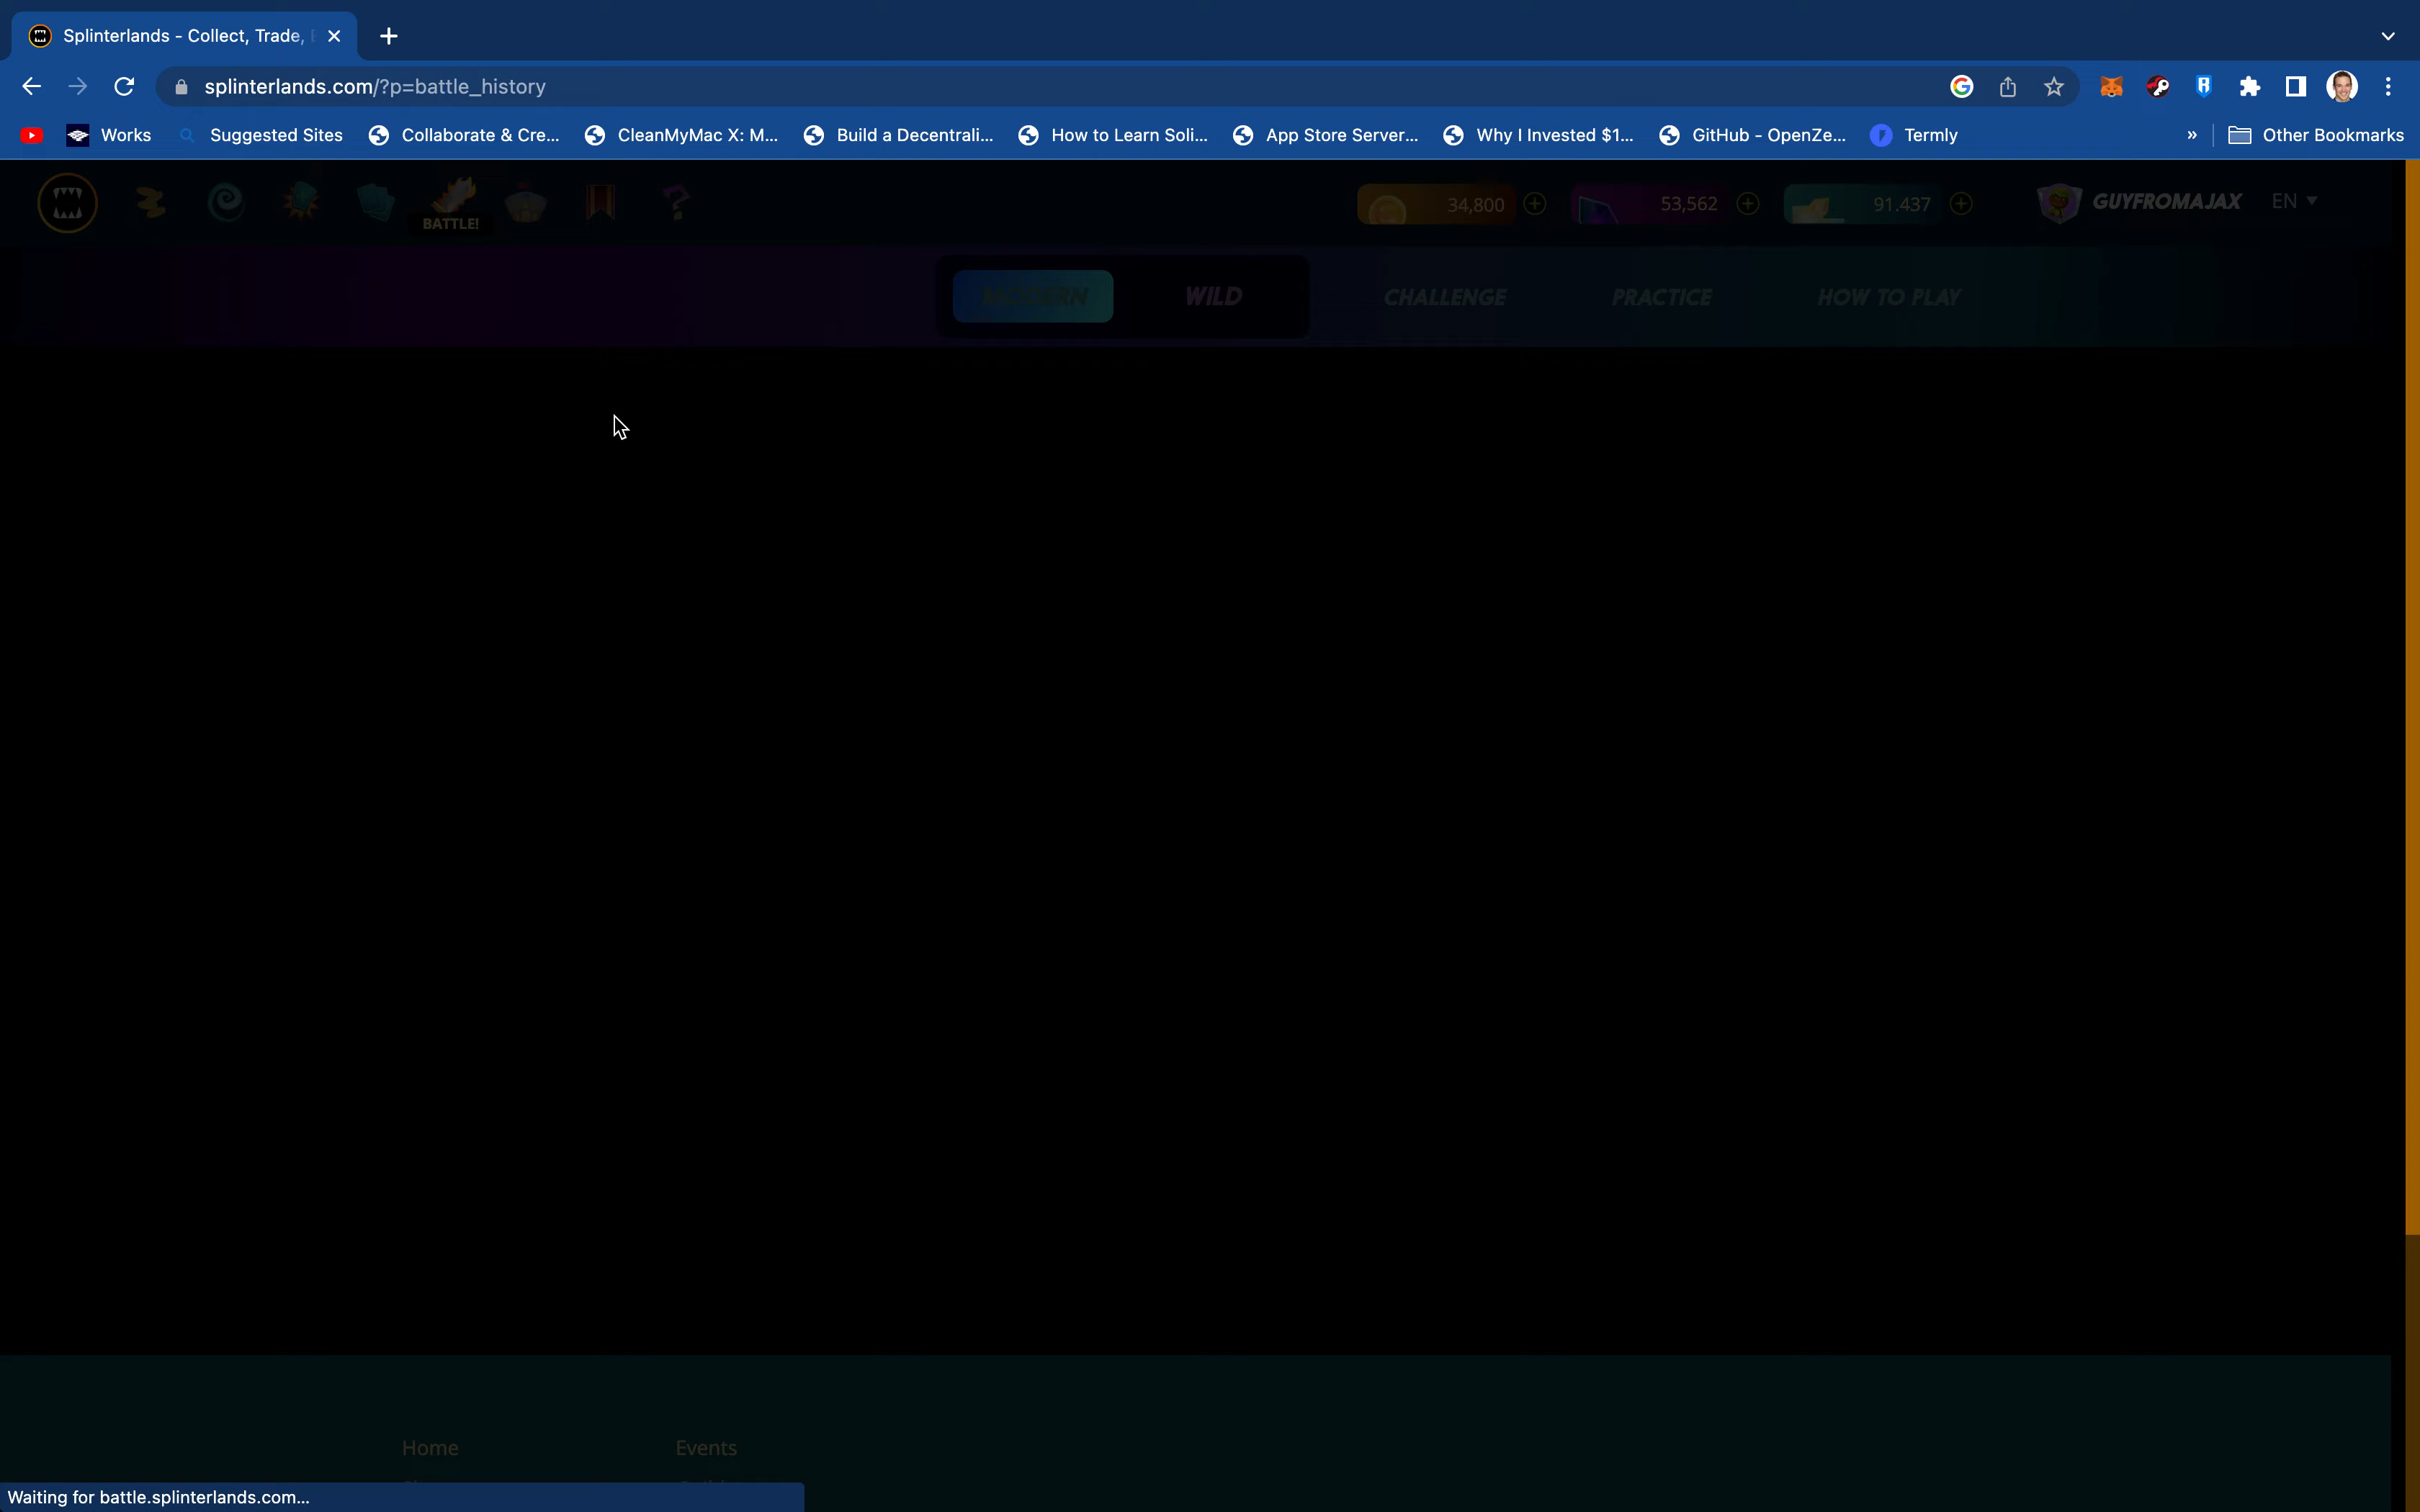 Splinterlands - Collect, Trade,
splinterlands.com/?p=battle_history
Works
Suggested Sites
Collaborate & Cre...
CleanMyMac X: M...
Build a Decentrali...
How to Learn Soli...
App Store Server...
Why I Invested $1...
GitHub - OpenZe...
Termly
»
Other Bookmarks
BATTLE!
34,800
53,562
91.437
GUYFROMAJAX
EN
MODERN
WILD
CHALLENGE
PRACTICE
HOW TO PLAY
Home
Events
Waiting for battle.splinterlands.com...